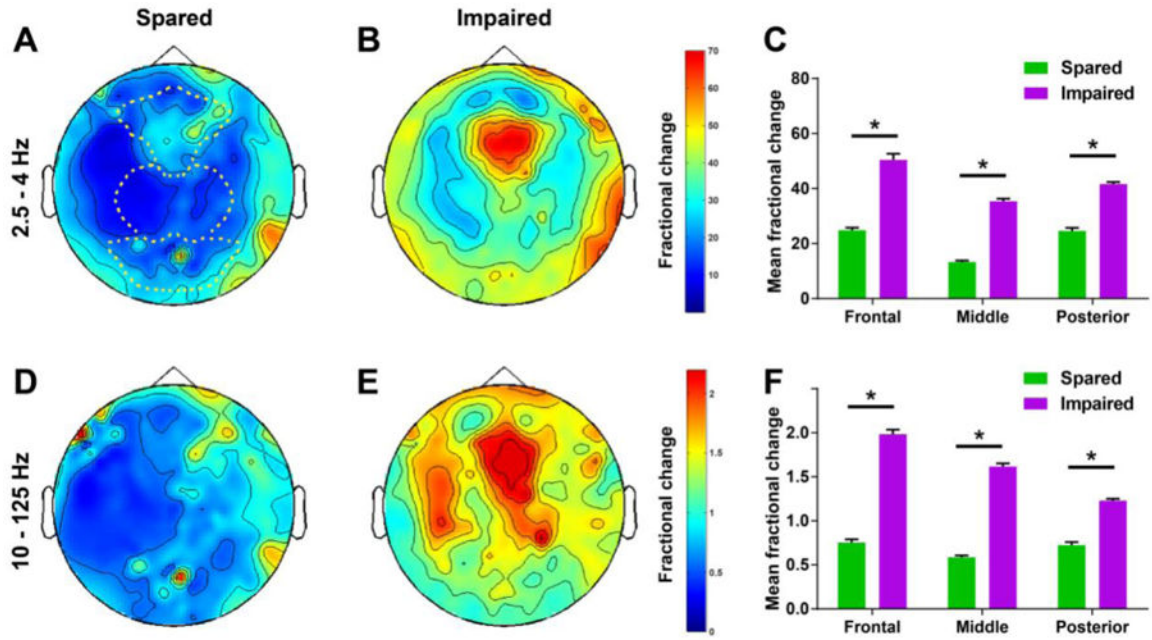 Spared
Impaired
A
B
C
2.5 - 4 Hz
70
60
50
40
30
20
10
Fractional change
Spared
Impaired
Mean fractional change
80
60
40
20
0
*
*
*
Frontal
Middle
Posterior
D
E
F
10 - 125 Hz
2
1.5
1
0.5
0
Fractional change
Spared
Impaired
Mean fractional change
2.0
1.5
1.0
0.5
0.0
*
*
*
Frontal
Middle
Posterior